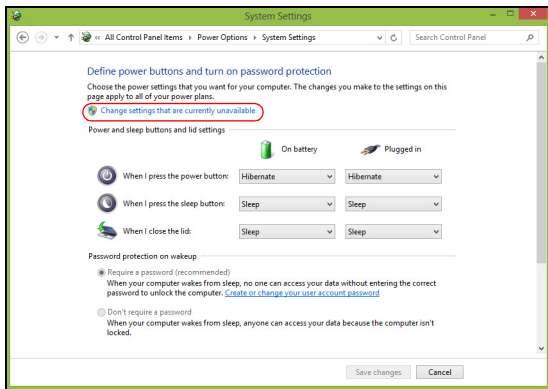 System Settings
« All Control Panel Items › Power Options › System Settings
Search Control Panel
Define power buttons and turn on password protection
Choose the power settings that you want for your computer. The changes you make to the settings on this
page apply to all of your power plans.
Change settings that are currently unavailable
Power and sleep buttons and lid settings
On battery Plugged in
When I press the power button: Hibernate Hibernate
When I press the sleep button: Sleep Sleep
When I close the lid: Sleep Sleep
Password protection on wakeup
Require a password (recommended)
When your computer wakes from sleep, no one can access your data without entering the correct
password to unlock the computer. Create or change your user account password
Don't require a password
When your computer wakes from sleep, anyone can access your data because the computer isn't
locked.
Save changes Cancel